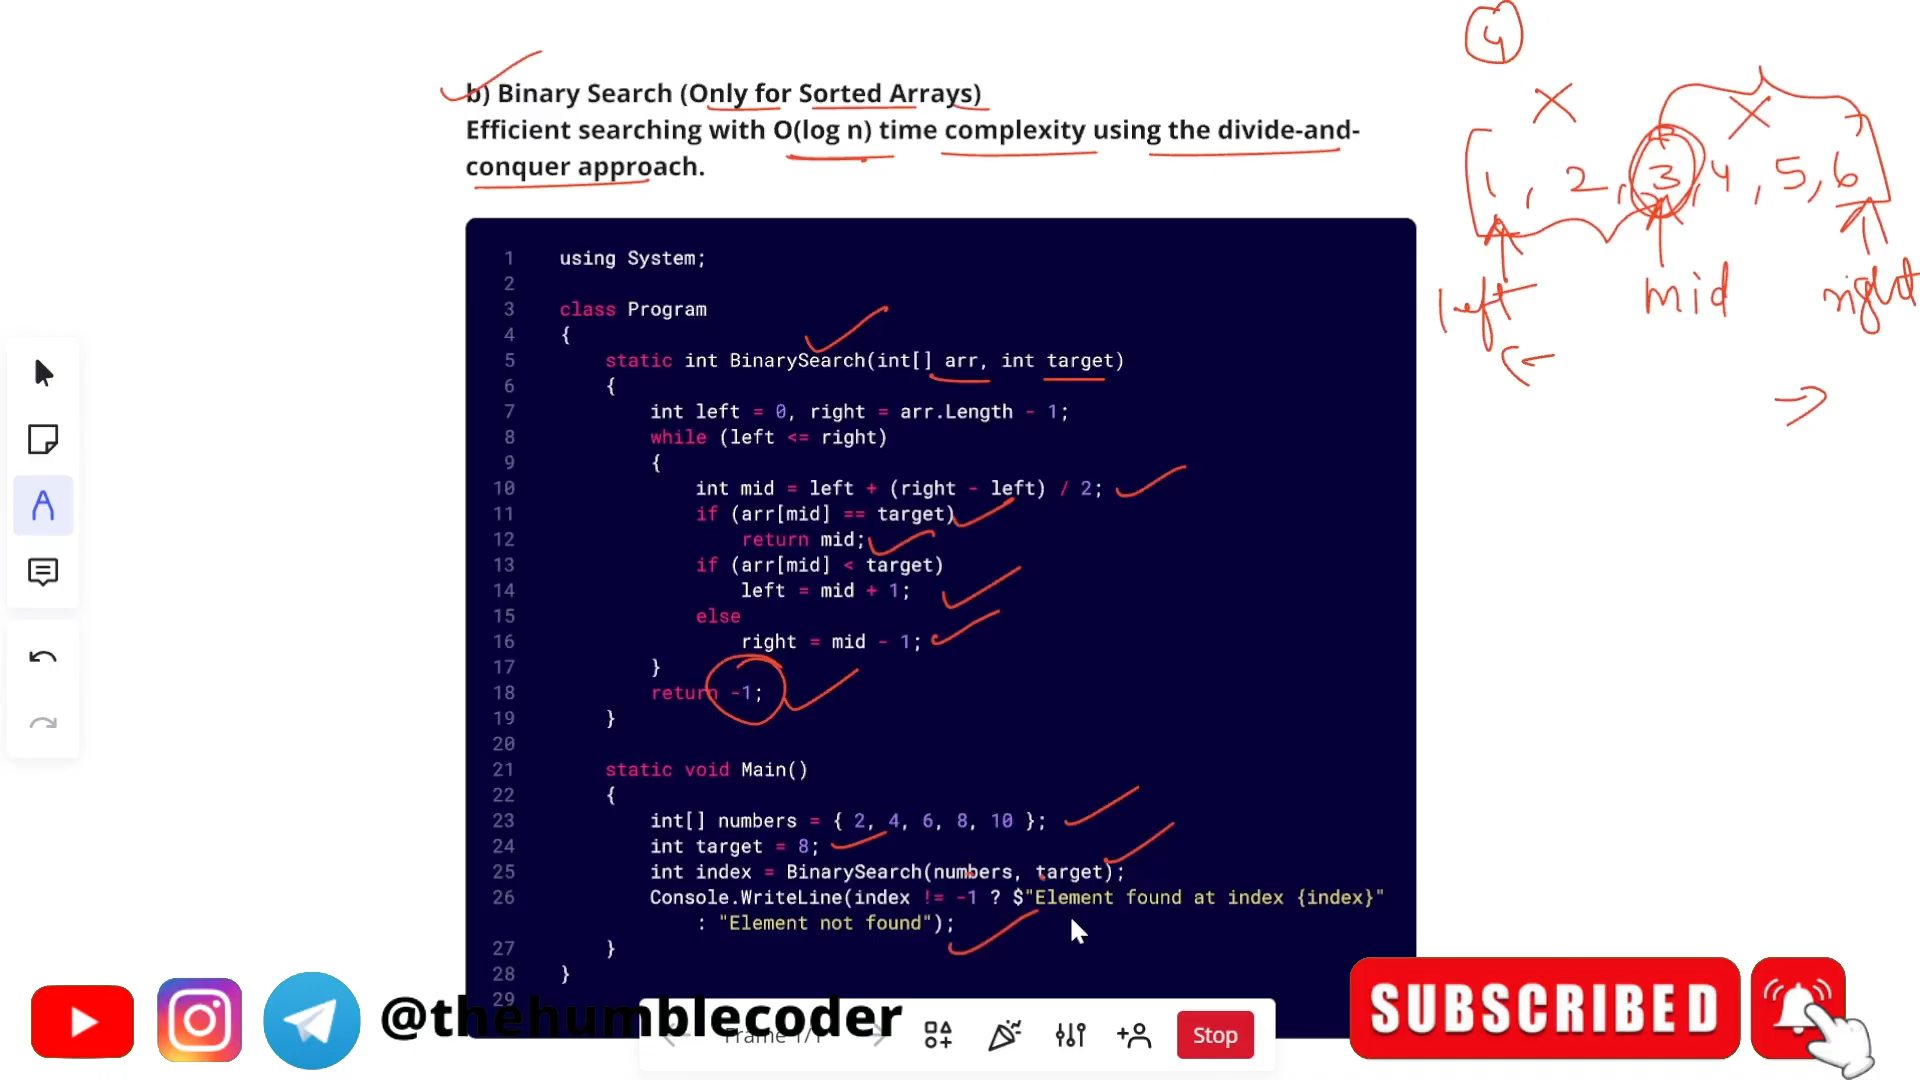 b) Binary Search (Only for Sorted Arrays)
Efficient searching with O(log n) time complexity using the divide-and-
conquer approach.
4
1, 2, 3, 4, 5, 6
left mid right
1 using System;
2
3 class Program
4 {
5 static int BinarySearch(int[] arr, int target)
6 {
7 int left = 0, right = arr.Length - 1;
8 while (left <= right)
9 {
10 int mid = left + (right - left) / 2;
11 if (arr[mid] == target)
12 return mid;
13 if (arr[mid] < target)
14 left = mid + 1;
15 else
16 right = mid - 1;
17 }
18 return -1;
19 }
20
21 static void Main()
22 {
23 int[] numbers = { 2, 4, 6, 8, 10 };
24 int target = 8;
25 int index = BinarySearch(numbers, target);
26 Console.WriteLine(index != -1 ? $"Element found at index {index}"
: "Element not found");
27 }
28 }
29
@thehumblecoder
Frame 1/1
Stop
SUBSCRIBED